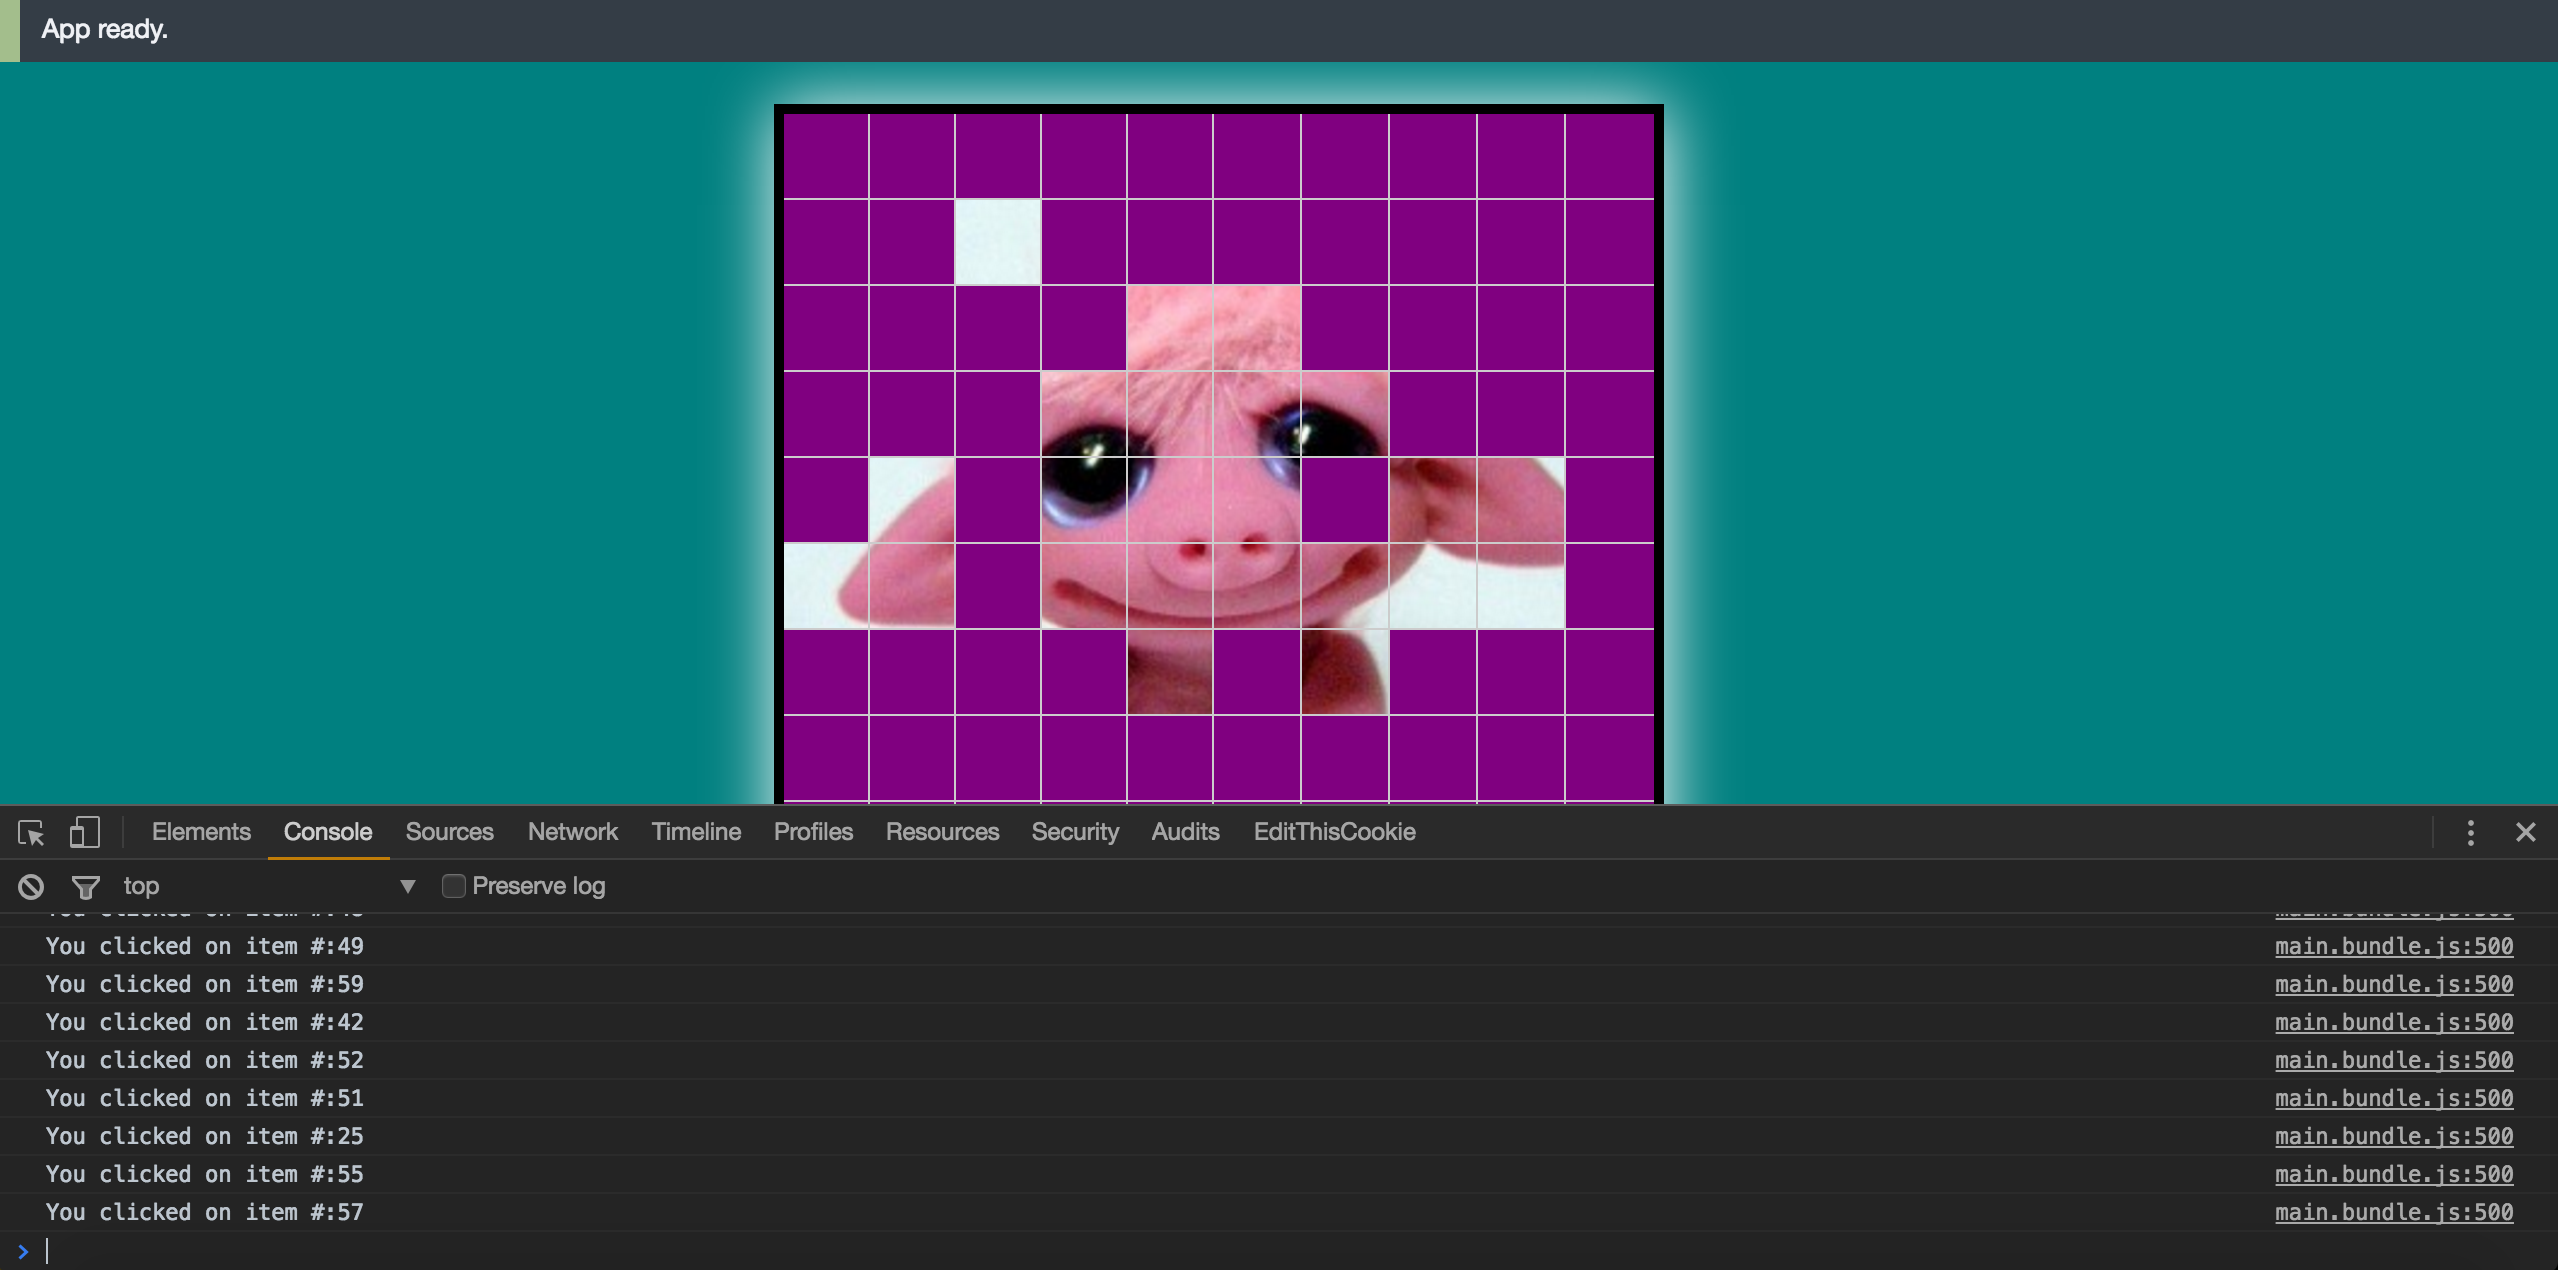 App ready.
Elements Console Sources Network Timeline Profiles Resources Security Audits EditThisCookie
top Preserve log
You clicked on item #:49 main.bundle.js:500
You clicked on item #:59 main.bundle.js:500
You clicked on item #:42 main.bundle.js:500
You clicked on item #:52 main.bundle.js:500
You clicked on item #:51 main.bundle.js:500
You clicked on item #:25 main.bundle.js:500
You clicked on item #:55 main.bundle.js:500
You clicked on item #:57 main.bundle.js:500